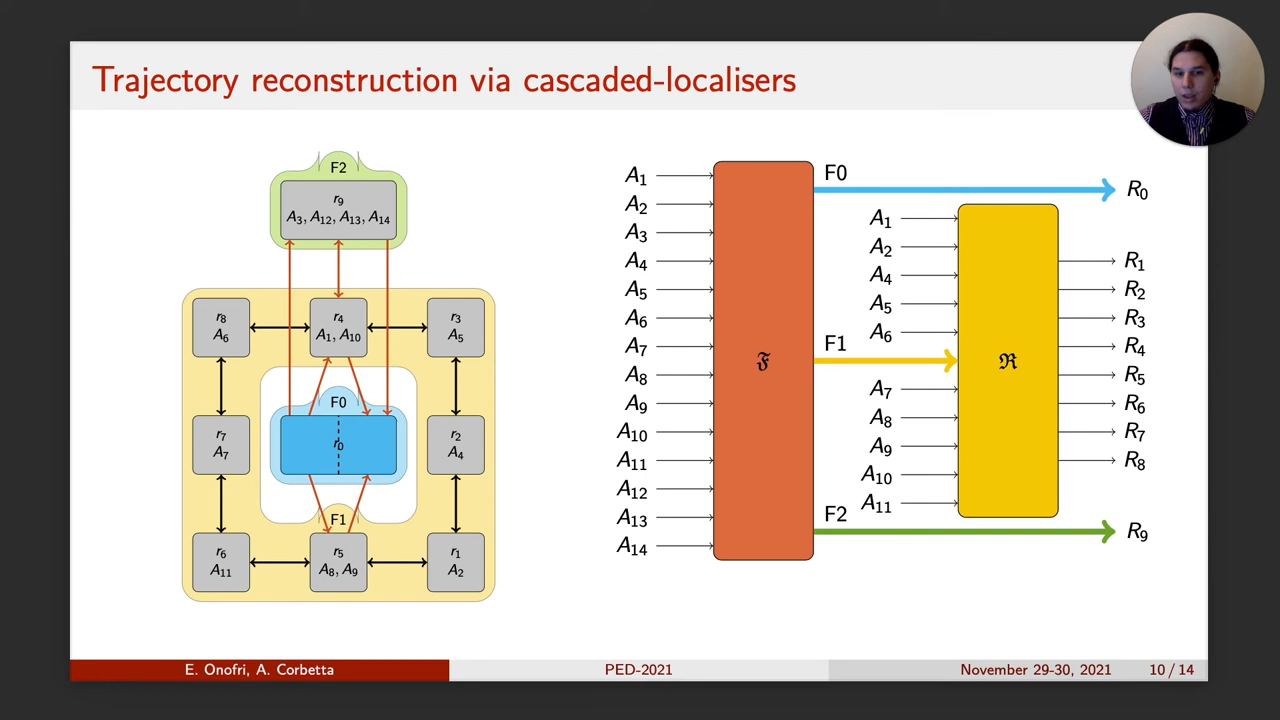 Trajectory reconstruction via cascaded-localisers
F2
r9
A3, A12, A13, A14
r8
A6
r4
A1, A10
r3
A5
F0
r7
A7
r0
r2
A4
F1
r6
A11
r5
A8, A9
r1
A2
A1
A2
A3
A4
A5
A6
A7
A8
A9
A10
A11
A12
A13
A14
𝔉
F0
F1
F2
A1
A2
A4
A5
A6
A7
A8
A9
A10
A11
ℜ
R0
R1
R2
R3
R4
R5
R6
R7
R8
R9
E. Onofri, A. Corbetta
PED-2021
November 29-30, 2021
10 / 14